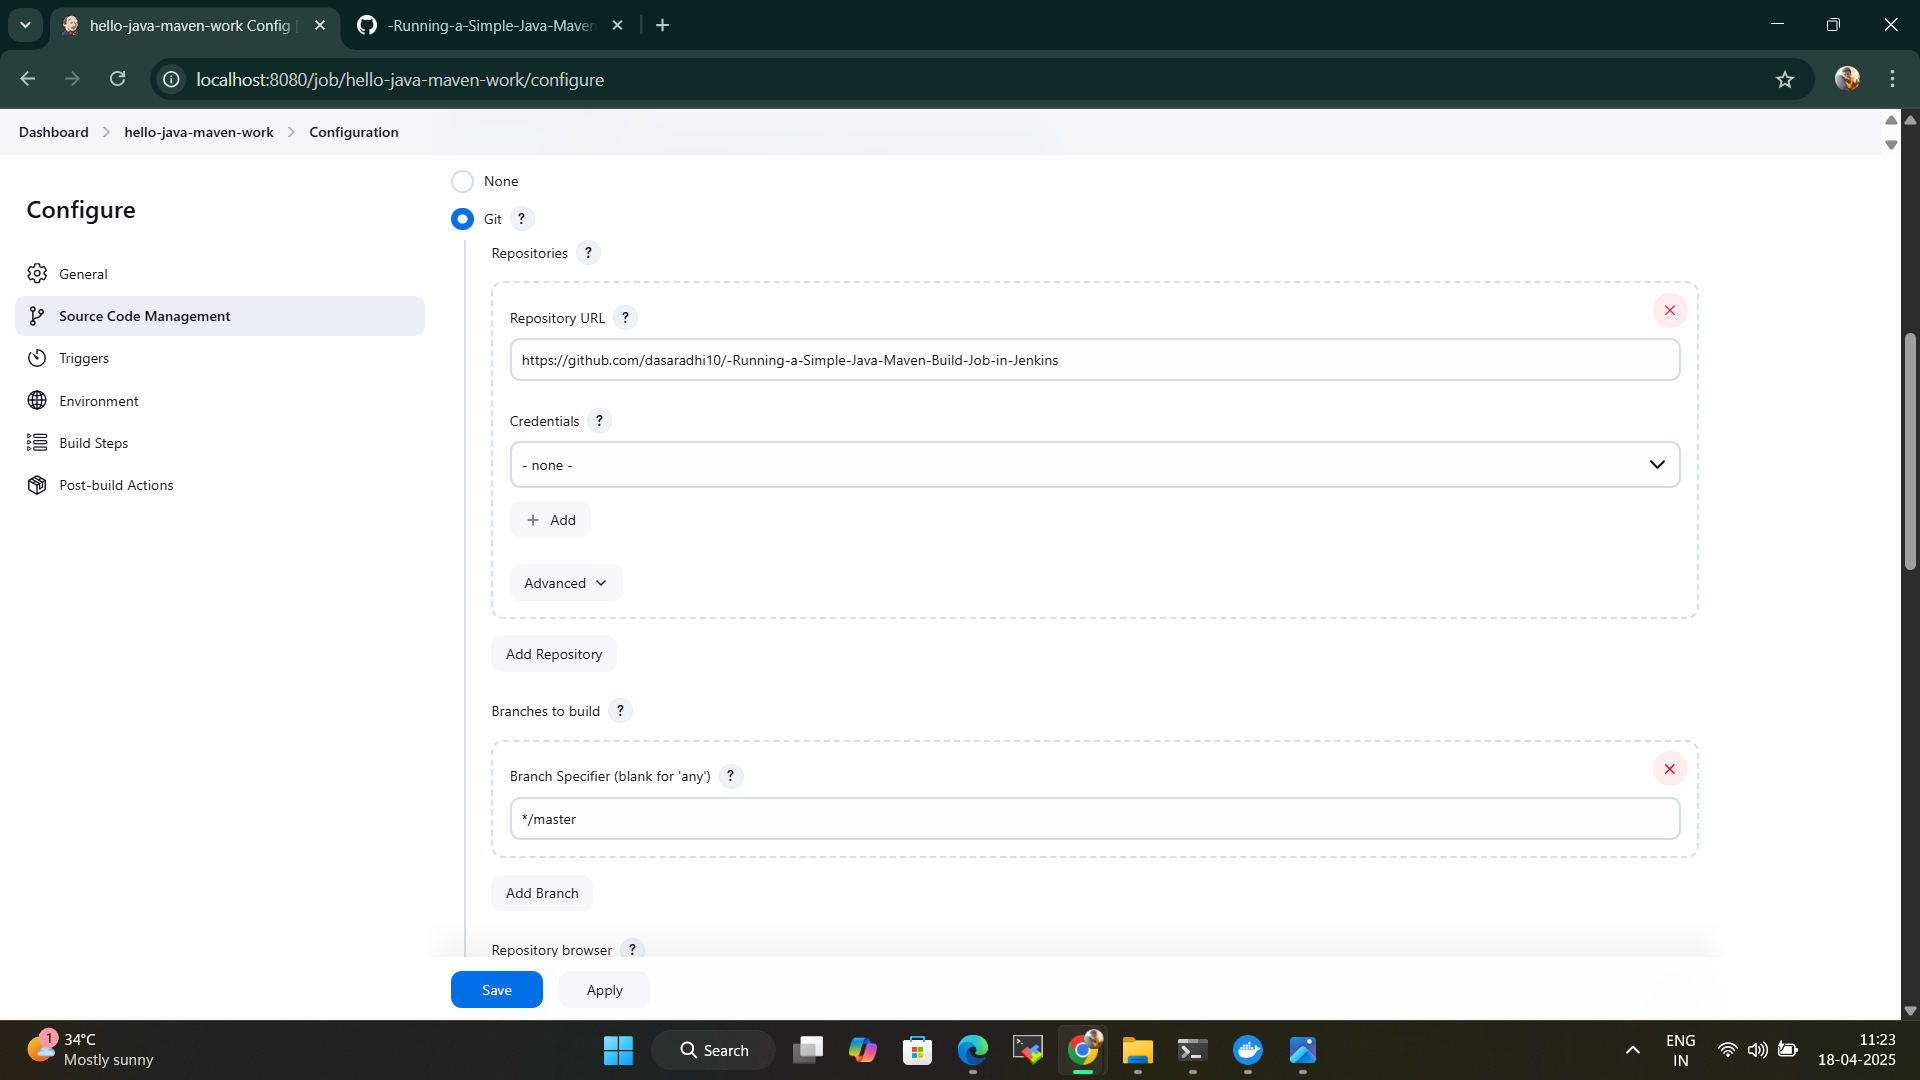 hello-java-maven-work Config
-Running-a-Simple-Java-Maven
localhost:8080/job/hello-java-maven-work/configure
Dashboard
hello-java-maven-work
Configuration
Configure
General
Source Code Management
Triggers
Environment
Build Steps
Post-build Actions
None
Git ?
Repositories ?
Repository URL ?
https://github.com/dasaradhi10/-Running-a-Simple-Java-Maven-Build-Job-in-Jenkins
Credentials ?
- none -
+ Add
Advanced
Add Repository
Branches to build ?
Branch Specifier (blank for 'any') ?
*/master
Add Branch
Repository browser ?
Save
Apply
1
34°C
Mostly sunny
Search
ENG
IN
11:23
18-04-2025